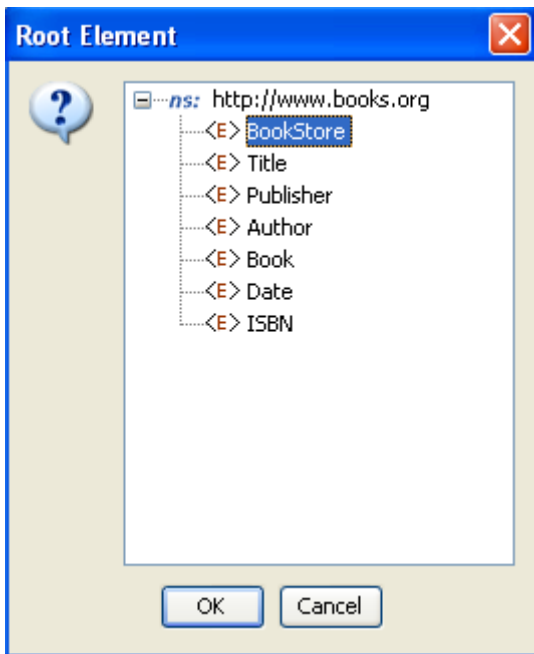 Root Element
ns: http://www.books.org
<E> BookStore
<E> Title
<E> Publisher
<E> Author
<E> Book
<E> Date
<E> ISBN
OK Cancel